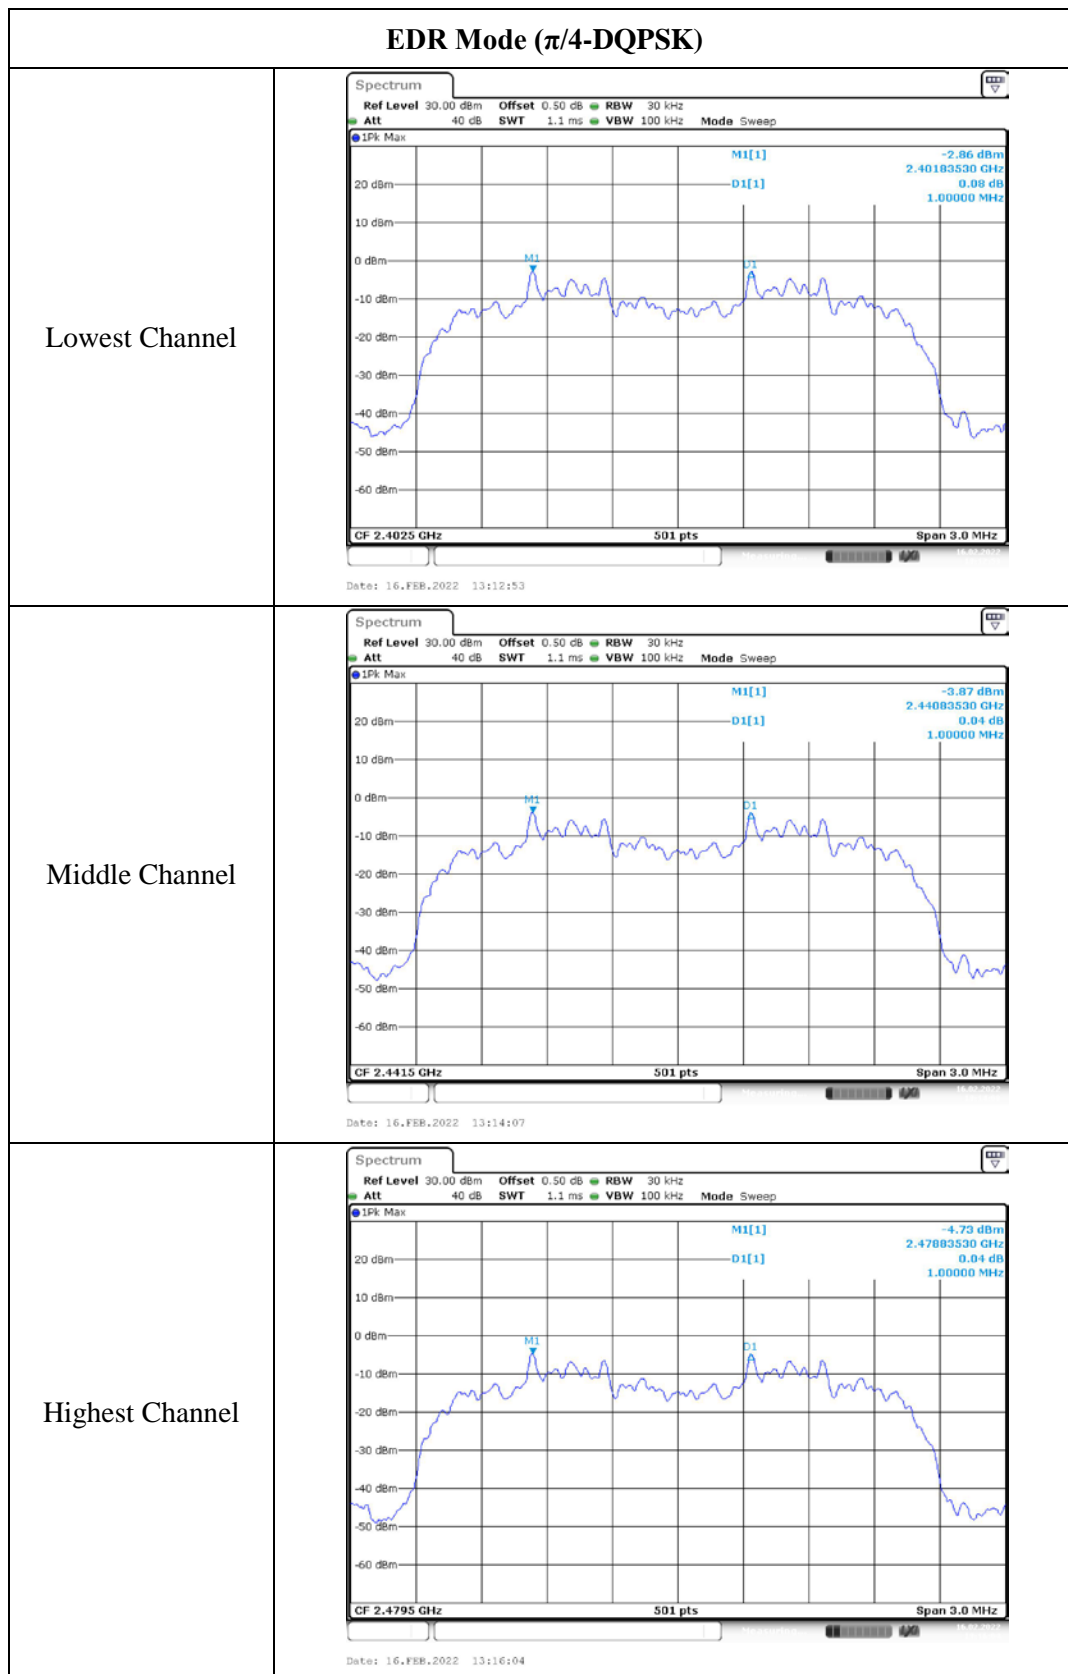 EDR Mode (π/4-DQPSK)
Lowest Channel
Spectrum
Ref Level 30.00 dBm Offset 0.50 dB RBW 30 kHz
Att 40 dB SWT 1.1 ms VBW 100 kHz Mode Sweep
1Pk Max
M1[1] -2.86 dBm
2.40183530 GHz
20 dBm D1[1] 0.08 dB
1.00000 MHz
10 dBm
0 dBm
M1 D1
-10 dBm
-20 dBm
-30 dBm
-40 dBm
-50 dBm
-60 dBm
CF 2.4025 GHz 501 pts Span 3.0 MHz
Measuring 16.02.2022
Date: 16.FEB.2022 13:12:53
Middle Channel
Spectrum
Ref Level 30.00 dBm Offset 0.50 dB RBW 30 kHz
Att 40 dB SWT 1.1 ms VBW 100 kHz Mode Sweep
1Pk Max
M1[1] -3.87 dBm
2.44083530 GHz
20 dBm D1[1] 0.04 dB
1.00000 MHz
10 dBm
0 dBm
M1 D1
-10 dBm
-20 dBm
-30 dBm
-40 dBm
-50 dBm
-60 dBm
CF 2.4415 GHz 501 pts Span 3.0 MHz
Measuring 16.02.2022
Date: 16.FEB.2022 13:14:07
Highest Channel
Spectrum
Ref Level 30.00 dBm Offset 0.50 dB RBW 30 kHz
Att 40 dB SWT 1.1 ms VBW 100 kHz Mode Sweep
1Pk Max
M1[1] -4.73 dBm
2.47883530 GHz
20 dBm D1[1] 0.04 dB
1.00000 MHz
10 dBm
0 dBm
M1 D1
-10 dBm
-20 dBm
-30 dBm
-40 dBm
-50 dBm
-60 dBm
CF 2.4795 GHz 501 pts Span 3.0 MHz
Measuring 16.02.2022
Date: 16.FEB.2022 13:16:04